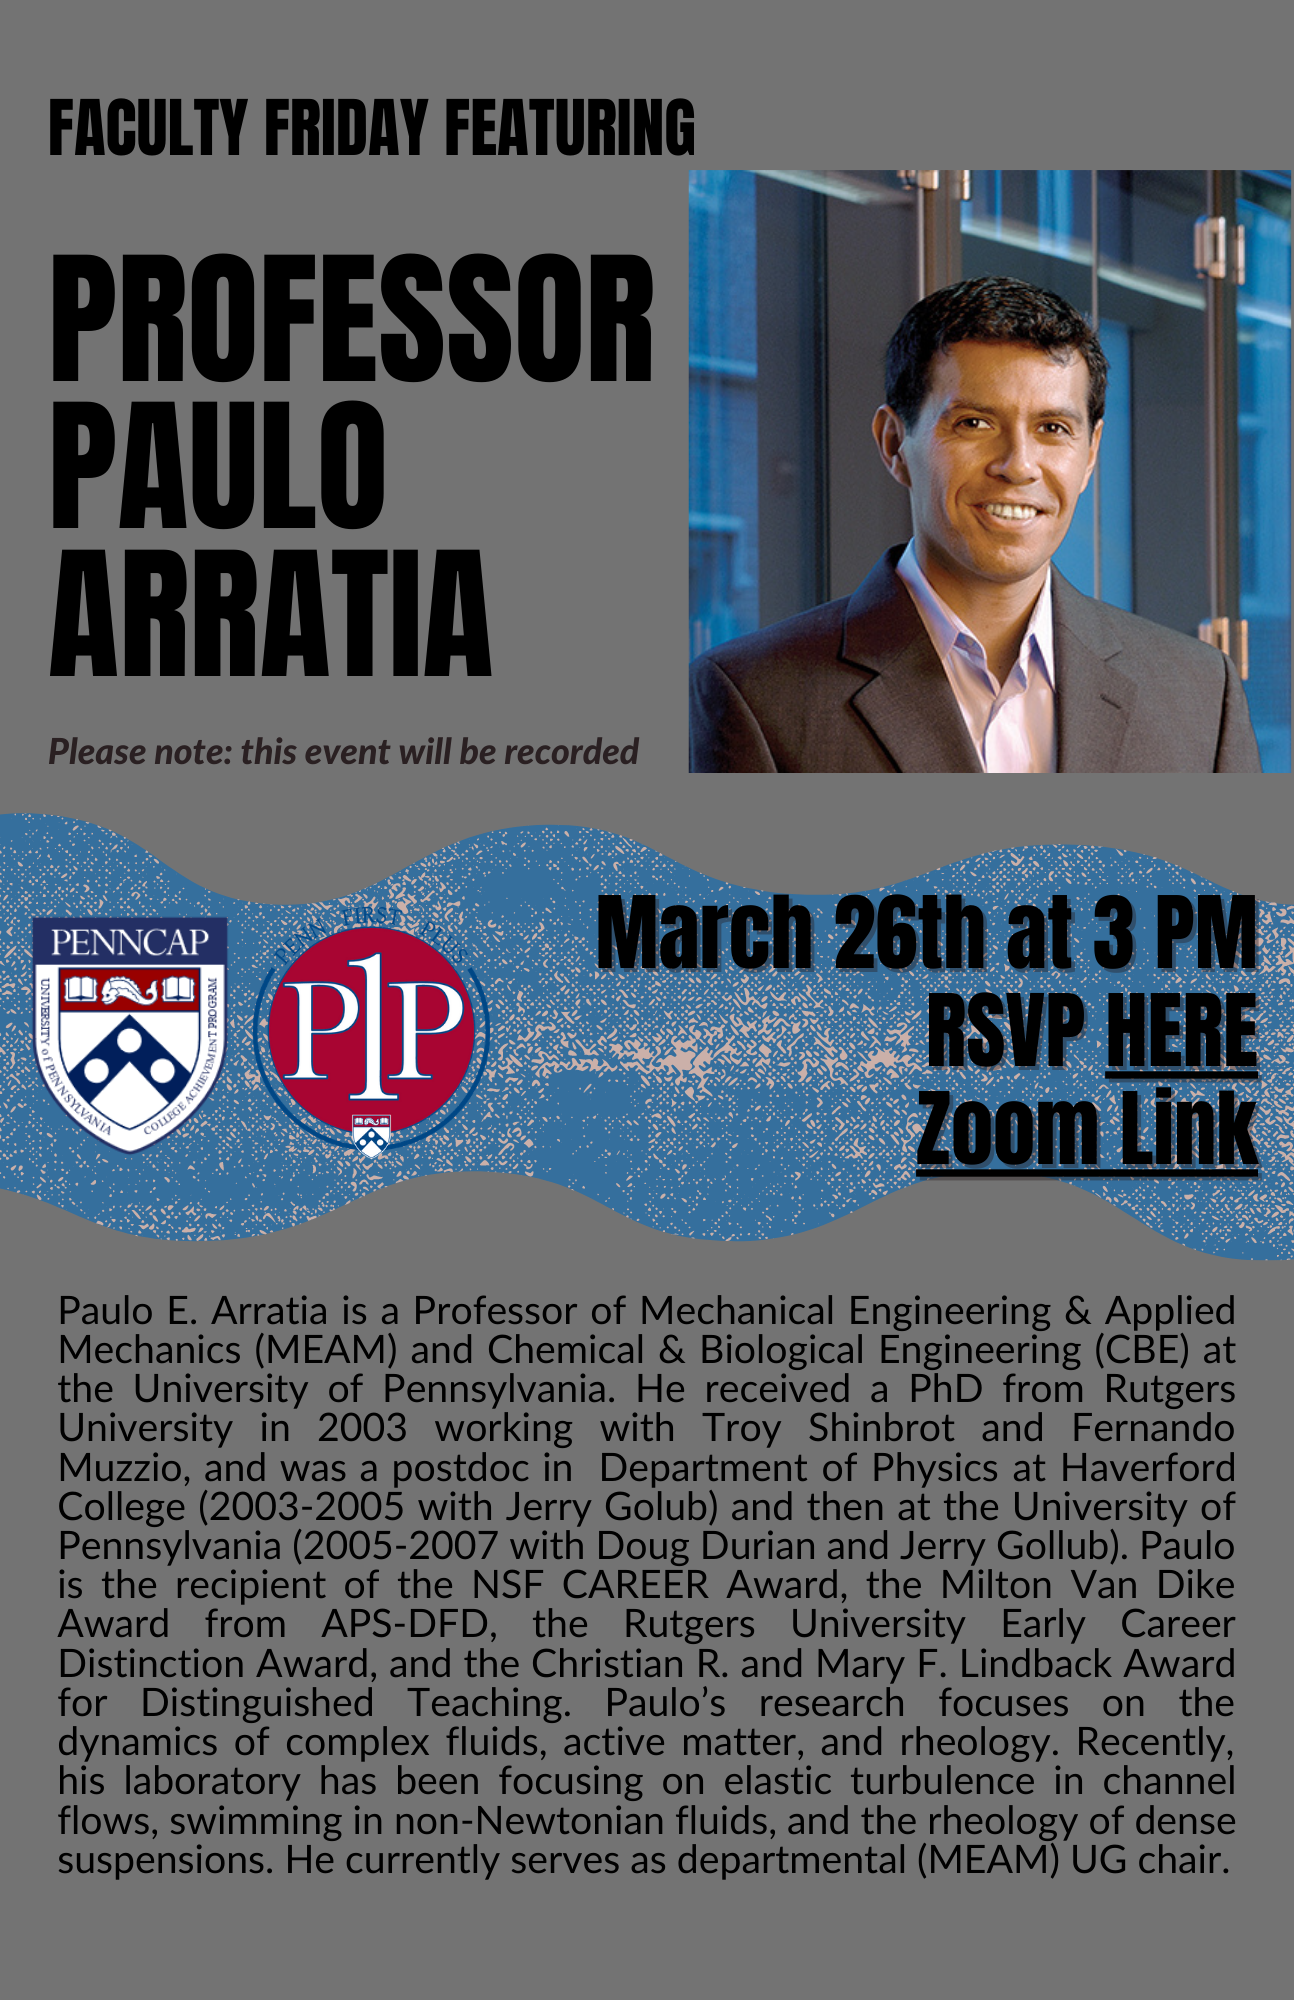 FACULTY FRIDAY FEATURING
PROFESSOR
PAULO
ARRATIA
Please note: this event will be recorded
PENNCAP
UNIVERSITY of PENNSYLVANIA
COLLEGE ACHIEVEMENT PROGRAM
PENN FIRST PLUS
P1P
March 26th at 3 PM
RSVP HERE
Zoom Link
Paulo E. Arratia is a Professor of Mechanical Engineering & Applied
Mechanics (MEAM) and Chemical & Biological Engineering (CBE) at
the University of Pennsylvania. He received a PhD from Rutgers
University in 2003 working with Troy Shinbrot and Fernando
Muzzio, and was a postdoc in  Department of Physics at Haverford
College (2003-2005 with Jerry Golub) and then at the University of
Pennsylvania (2005-2007 with Doug Durian and Jerry Gollub). Paulo
is the recipient of the NSF CAREER Award, the Milton Van Dike
Award from APS-DFD, the Rutgers University Early Career
Distinction Award, and the Christian R. and Mary F. Lindback Award
for Distinguished Teaching. Paulo’s research focuses on the
dynamics of complex fluids, active matter, and rheology. Recently,
his laboratory has been focusing on elastic turbulence in channel
flows, swimming in non-Newtonian fluids, and the rheology of dense
suspensions. He currently serves as departmental (MEAM) UG chair.